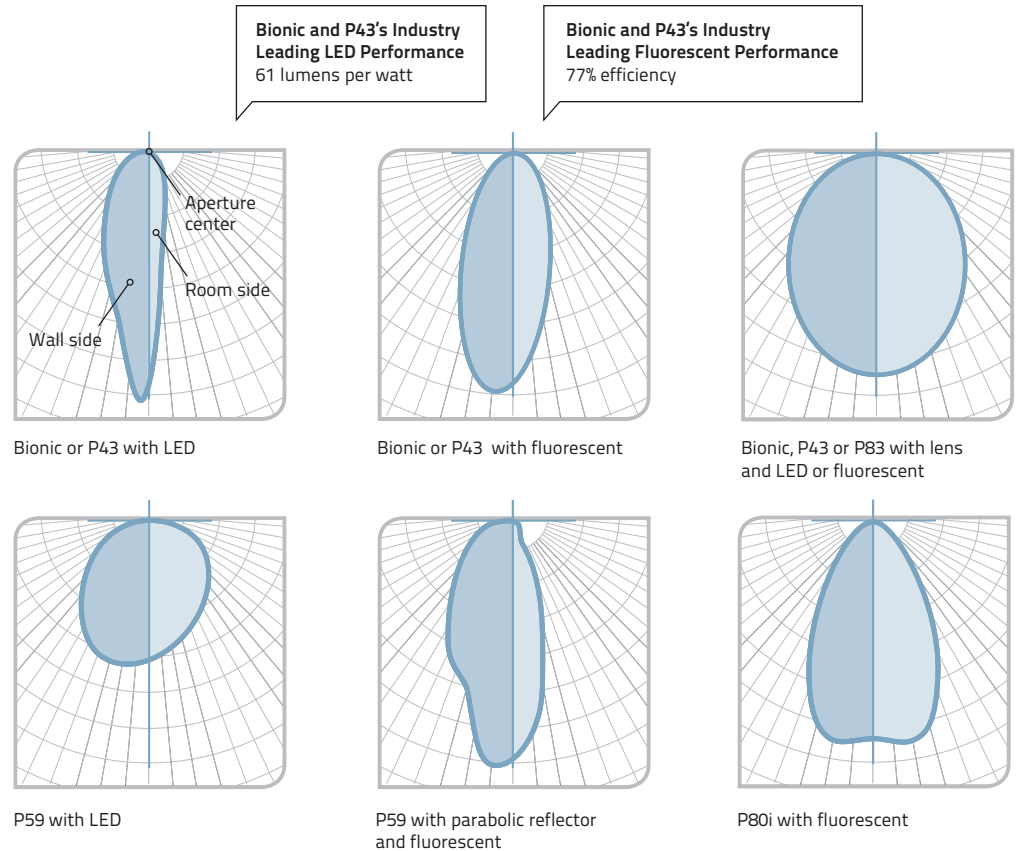 Bionic and P43's Industry
Leading LED Performance
61 lumens per watt
Bionic and P43's Industry
Leading Fluorescent Performance
77% efficiency
Aperture
center
Room side
Wall side
Bionic or P43 with LED
Bionic or P43 with fluorescent
Bionic, P43 or P83 with lens
and LED or fluorescent
P59 with LED
P59 with parabolic reflector
and fluorescent
P80i with fluorescent